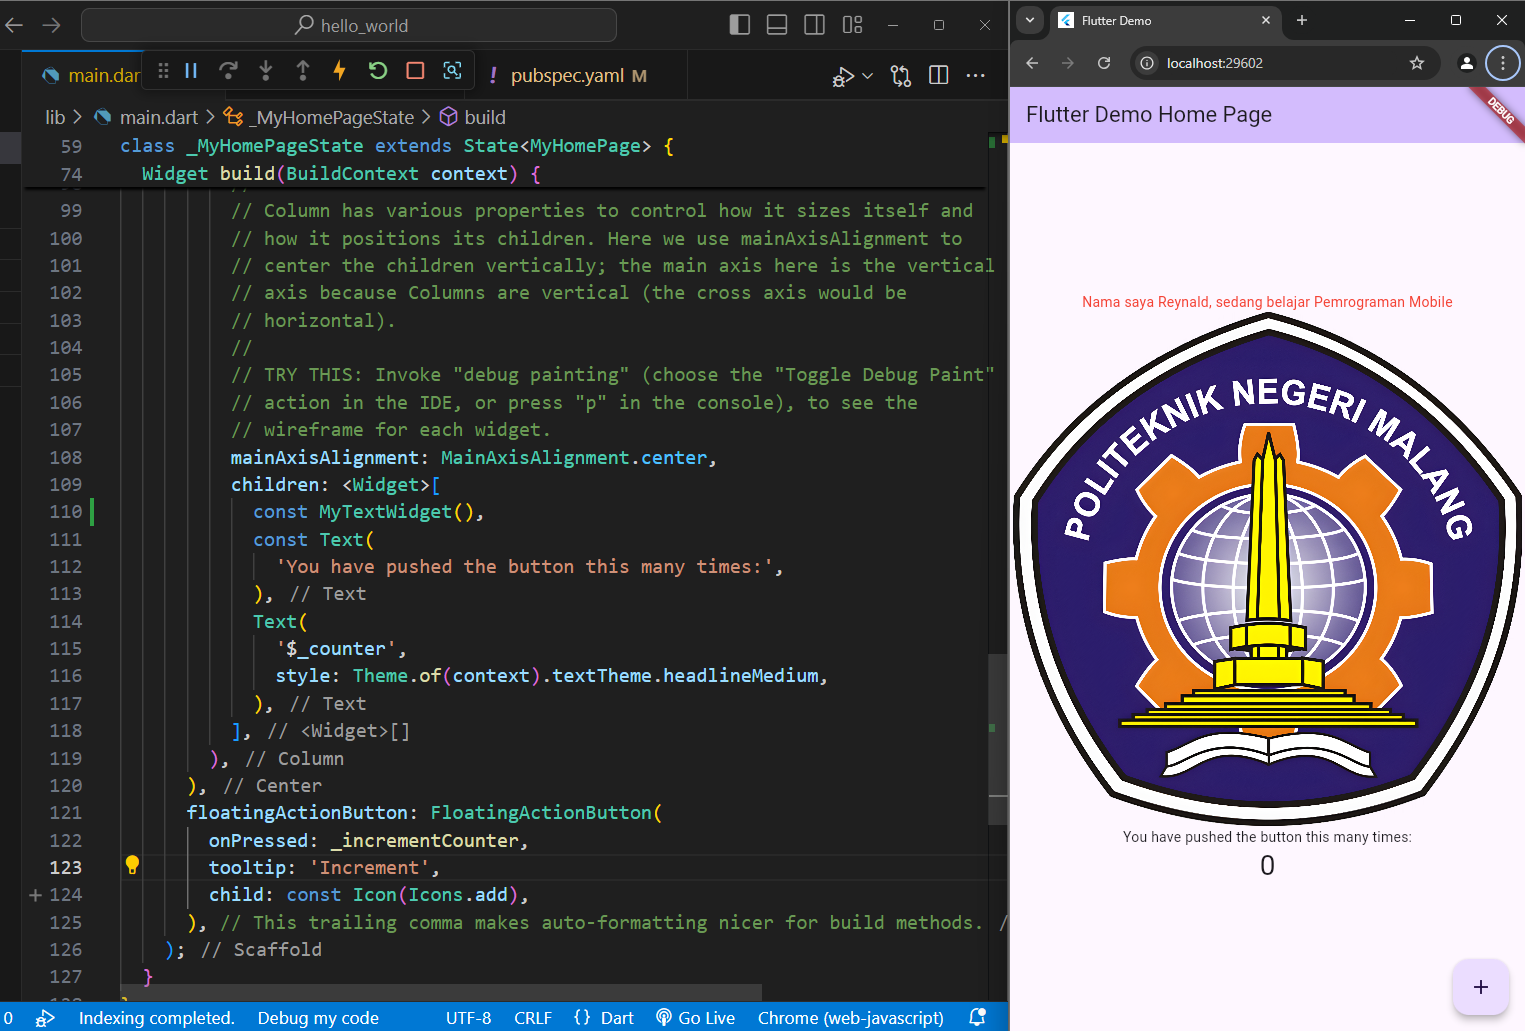 hello_world
main.dar
! pubspec.yaml M
lib > main.dart > _MyHomePageState > build
59 class _MyHomePageState extends State<MyHomePage> {
74 Widget build(BuildContext context) {
99 // Column has various properties to control how it sizes itself and
100 // how it positions its children. Here we use mainAxisAlignment to
101 // center the children vertically; the main axis here is the vertical
102 // axis because Columns are vertical (the cross axis would be
103 // horizontal).
104 //
105 // TRY THIS: Invoke "debug painting" (choose the "Toggle Debug Paint"
106 // action in the IDE, or press "p" in the console), to see the
107 // wireframe for each widget.
108 mainAxisAlignment: MainAxisAlignment.center,
109 children: <Widget>[
110 const MyTextWidget(),
111 const Text(
112 'You have pushed the button this many times:',
113 ), // Text
114 Text(
115 '$_counter',
116 style: Theme.of(context).textTheme.headlineMedium,
117 ), // Text
118 ], // <Widget>[]
119 ), // Column
120 ), // Center
121 floatingActionButton: FloatingActionButton(
122 onPressed: _incrementCounter,
123 tooltip: 'Increment',
124 child: const Icon(Icons.add),
125 ), // This trailing comma makes auto-formatting nicer for build methods. /
126 ); // Scaffold
127 }
0 Indexing completed. Debug my code UTF-8 CRLF {} Dart Go Live Chrome (web-javascript)
Flutter Demo
localhost:29602
Flutter Demo Home Page
DEBUG
Nama saya Reynald, sedang belajar Pemrograman Mobile
POLITEKNIK NEGERI MALANG
You have pushed the button this many times:
0
+